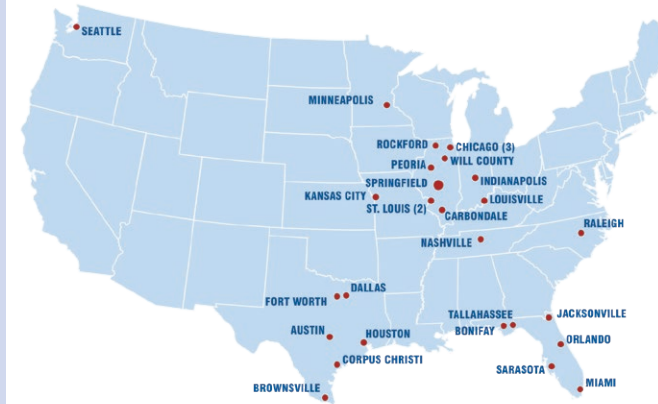 SEATTLE
MINNEAPOLIS
ROCKFORD
CHICAGO (3)
WILL COUNTY
PEORIA
SPRINGFIELD
INDIANAPOLIS
KANSAS CITY
LOUISVILLE
ST. LOUIS (2)
CARBONDALE
RALEIGH
NASHVILLE
DALLAS
FORT WORTH
TALLAHASSEE
JACKSONVILLE
BONIFAY
AUSTIN
HOUSTON
ORLANDO
CORPUS CHRISTI
SARASOTA
MIAMI
BROWNSVILLE